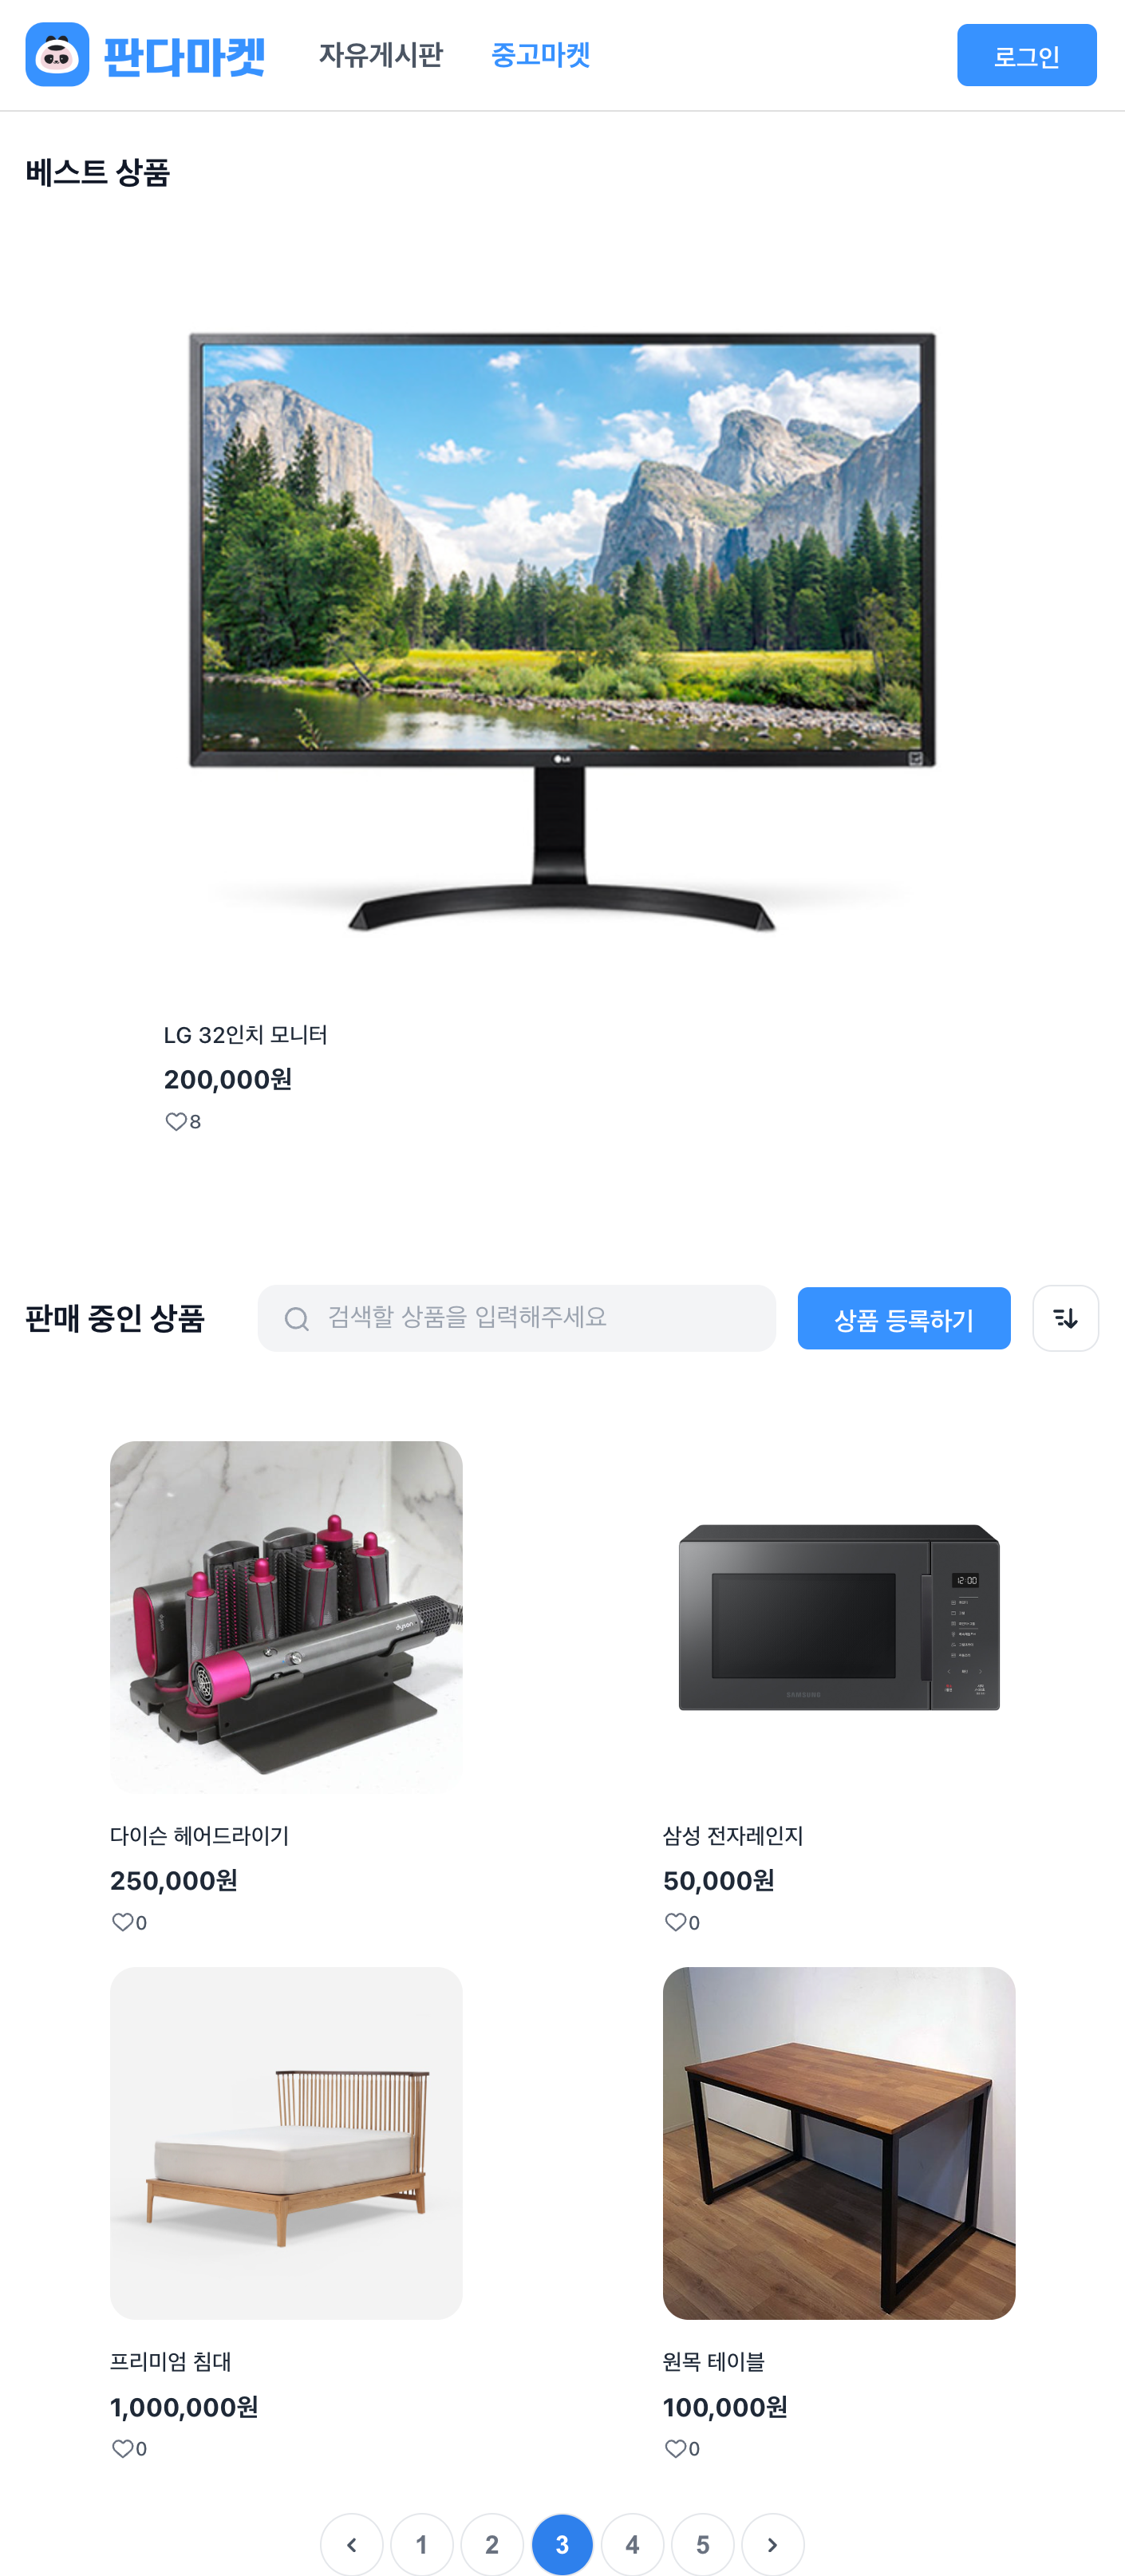 판다마켓
자유게시판
중고마켓
로그인
베스트 상품
LG
LG 32인치 모니터
200,000원
8
판매 중인 상품
검색할 상품을 입력해주세요
상품 등록하기
dyson
12:00
SAMSUNG
다이슨 헤어드라이기
250,000원
0
삼성 전자레인지
50,000원
0
프리미엄 침대
1,000,000원
0
원목 테이블
100,000원
0
1
2
3
4
5